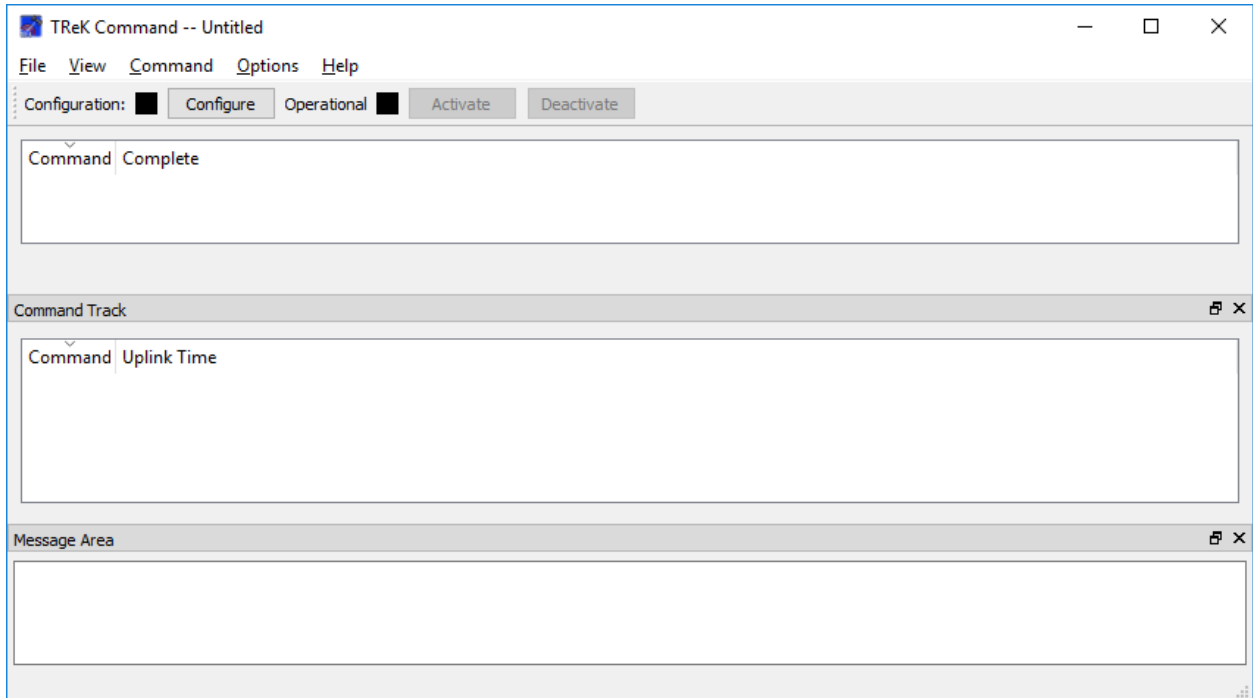 TReK Command -- Untitled
File View Command Options Help
Configuration: Configure Operational Activate Deactivate
Command Complete
Command Track
Command Uplink Time
Message Area